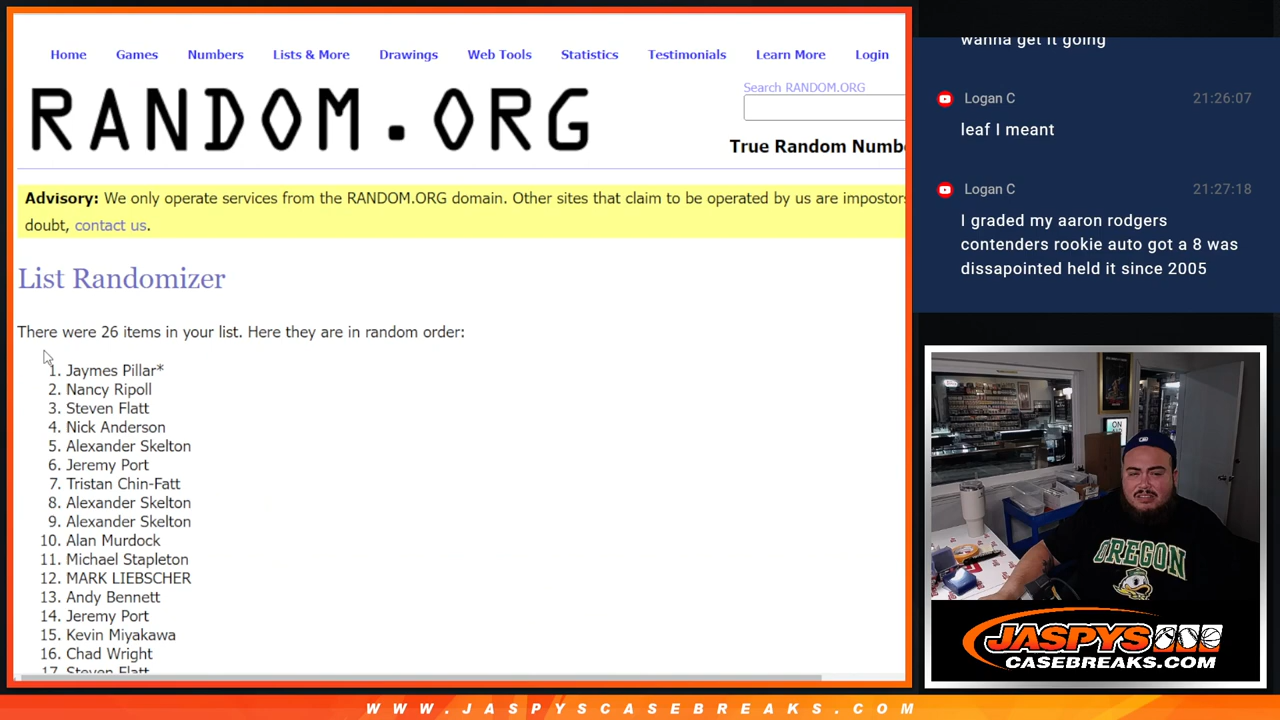 Home Games Numbers Lists & More Drawings Web Tools Statistics Testimonials Learn More Login
RANDOM.ORG
Search RANDOM.ORG
True Random Numbe
Advisory: We only operate services from the RANDOM.ORG domain. Other sites that claim to be operated by us are impostors
doubt, contact us.
List Randomizer
There were 26 items in your list. Here they are in random order:
1. Jaymes Pillar*
2. Nancy Ripoll
3. Steven Flatt
4. Nick Anderson
5. Alexander Skelton
6. Jeremy Port
7. Tristan Chin-Fatt
8. Alexander Skelton
9. Alexander Skelton
10. Alan Murdock
11. Michael Stapleton
12. MARK LIEBSCHER
13. Andy Bennett
14. Jeremy Port
15. Kevin Miyakawa
16. Chad Wright
17. Steven Flatt
wanna get it going
Logan C 21:26:07
leaf I meant
Logan C 21:27:18
I graded my aaron rodgers
contenders rookie auto got a 8 was
dissapointed held it since 2005
ON
OREGON
JASPYS
CASEBREAKS.COM
WWW.JASPYSCASEBREAKS.COM